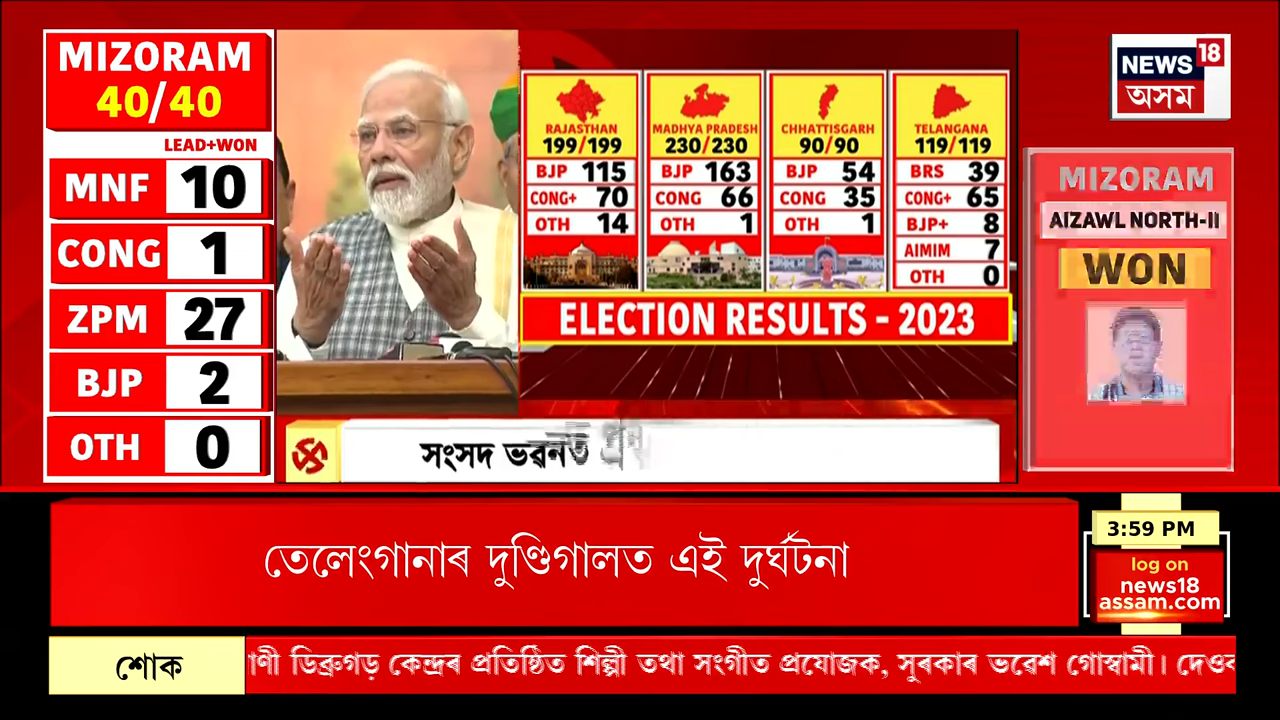 MIZORAM
40/40
LEAD+WON
MNF 10
CONG 1
ZPM 27
BJP 2
OTH 0
RAJASTHAN
199/199
BJP 115
CONG+ 70
OTH 14
MADHYA PRADESH
230/230
BJP 163
CONG 66
OTH 1
CHHATTISGARH
90/90
BJP 54
CONG 35
OTH 1
TELANGANA
119/119
BRS 39
CONG+ 65
BJP+ 8
AIMIM 7
OTH 0
ELECTION RESULTS - 2023
NEWS 18
অসম
MIZORAM
AIZAWL NORTH-II
WON
সংসদ ভৱনত
তেলেংগানাৰ দুণ্ডিগালত এই দুৰ্ঘটনা
3:59 PM
log on
news18
assam.com
শোক
ডিব্ৰুগড় কেন্দ্ৰৰ প্ৰতিষ্ঠিত শিল্পী তথা সংগীত প্ৰযোজক, সুৰকাৰ ভৱেশ গোস্বামী।